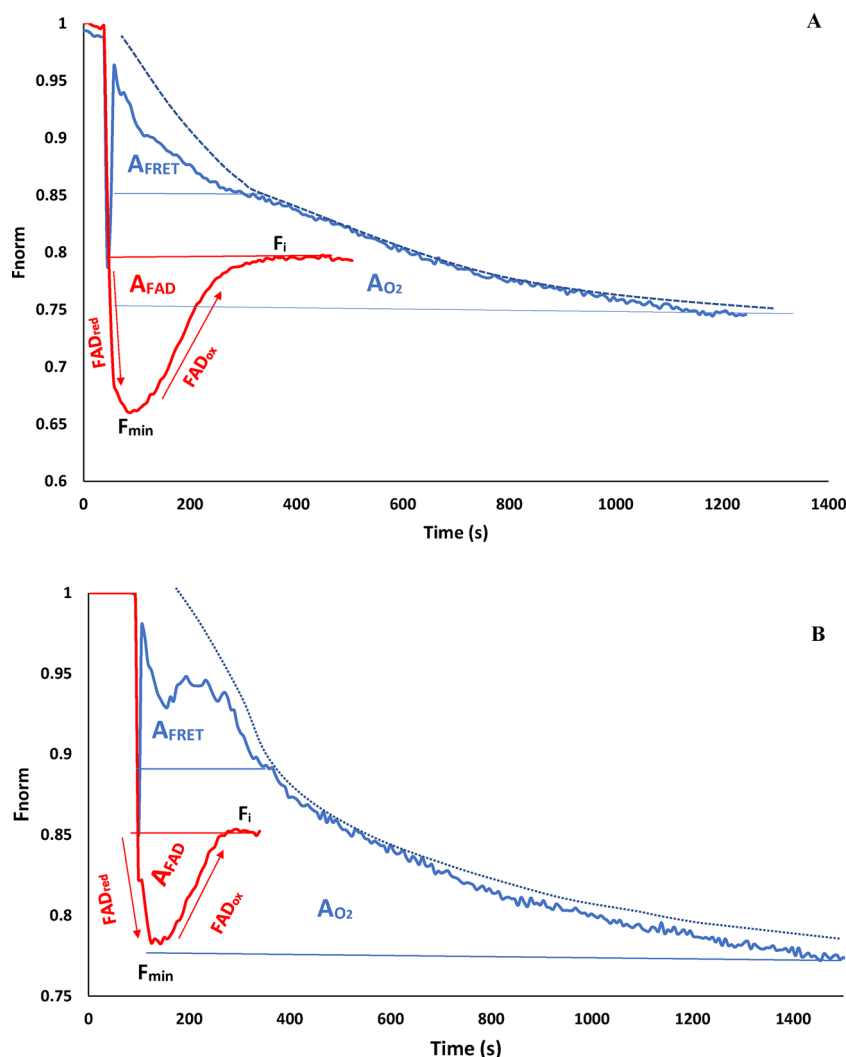 A
1
0.95
0.9
0.85
0.8
0.75
0.7
0.65
0.6
Fnorm
AFRET
Fi
AFAD
AO2
FADred
FADox
Fmin
0 200 400 600 800 1000 1200 1400
Time (s)
B
1
0.95
0.9
0.85
0.8
0.75
Fnorm
AFRET
Fi
AFAD
FADred
FADox
AO2
Fmin
0 200 400 600 800 1000 1200 1400
Time (s)